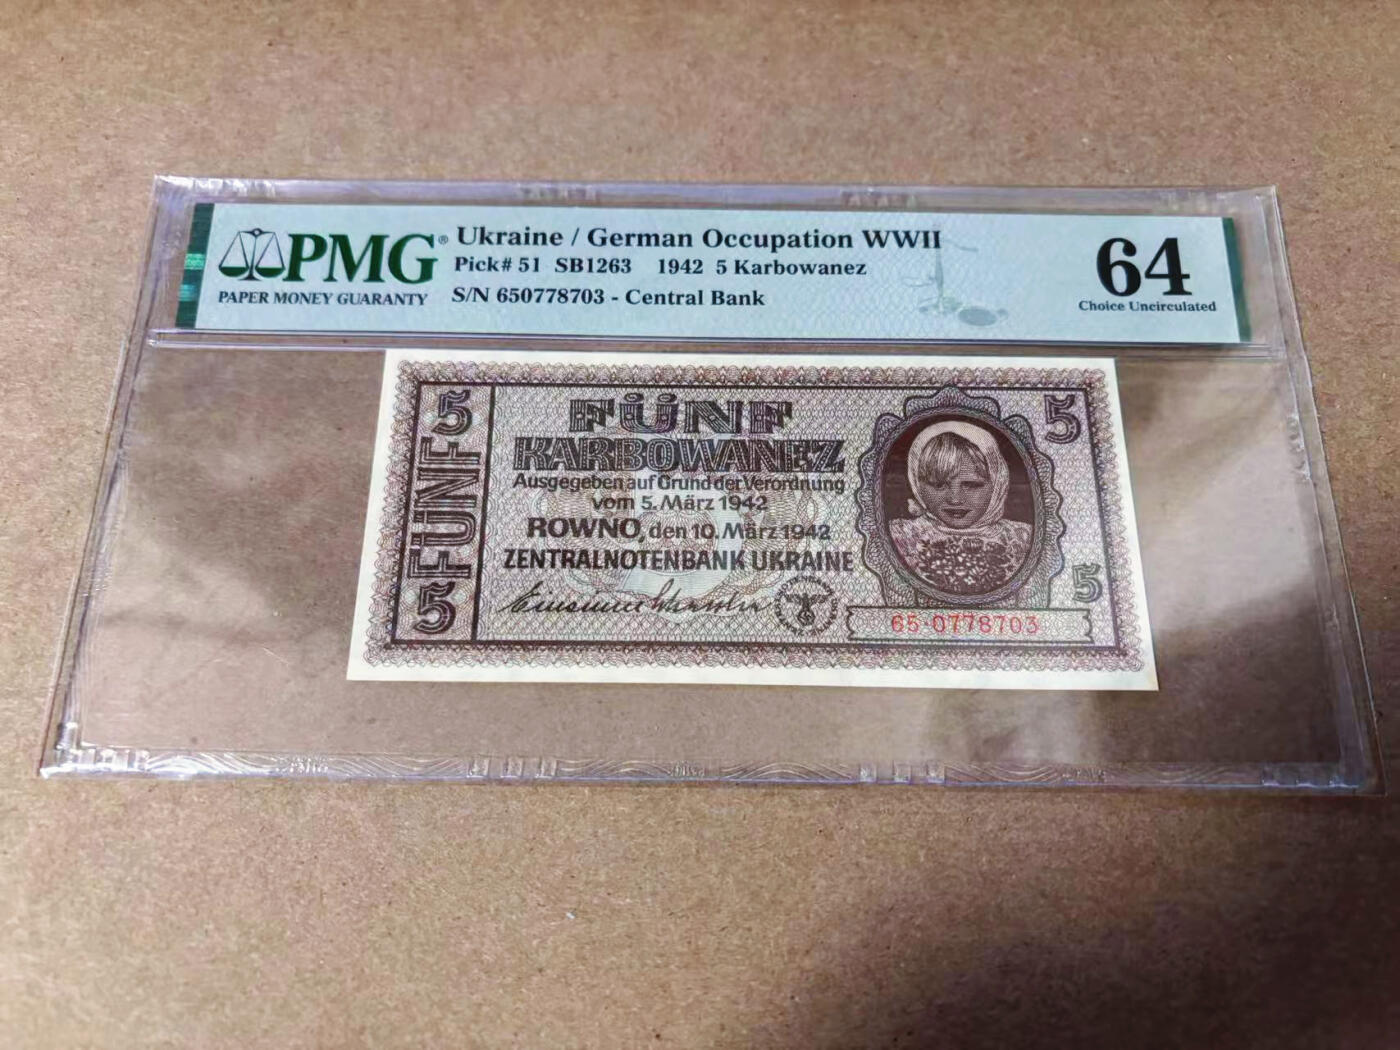 PMG®
PAPER MONEY GUARANTY
Ukraine / German Occupation WWII
Pick# 51 SB1263 1942 5 Karbowanez
S/N 650778703 - Central Bank
64
Choice Uncirculated
5
FÜNF
5
FÜNF
KARBOWANEZ
Ausgegeben auf Grund der Verordnung
vom 5. März 1942
ROWNO, den 10. März 1942
ZENTRALNOTENBANK UKRAINE
5
5
65·0778703